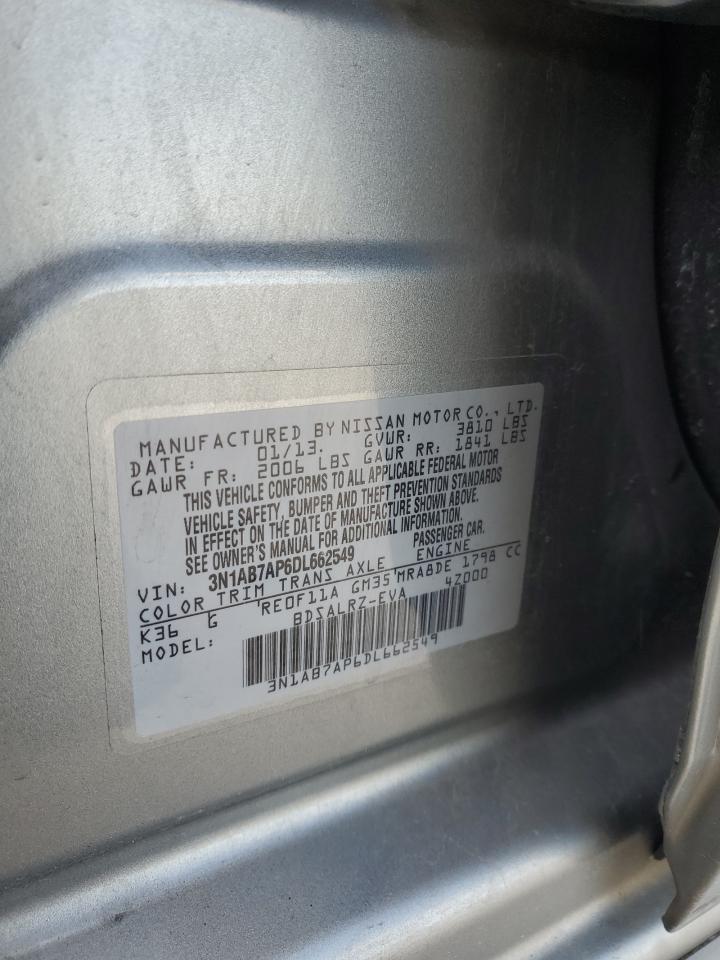 MANUFACTURED BY NISSAN MOTOR CO., LTD.
DATE: 01/13. GVWR: 3810 LBS
GAWR FR: 2006 LBS GAWR RR: 1841 LBS
THIS VEHICLE CONFORMS TO ALL APPLICABLE FEDERAL MOTOR
VEHICLE SAFETY, BUMPER AND THEFT PREVENTION STANDARDS
IN EFFECT ON THE DATE OF MANUFACTURE SHOWN ABOVE.
SEE OWNER'S MANUAL FOR ADDITIONAL INFORMATION.
VIN: 3N1AB7AP6DL662549 PASSENGER CAR.
COLOR TRIM TRANS AXLE ENGINE
K36 G 'RE0F11A GM35'MRA8DE 1798 CC
MODEL: BDSALRZ-EVA 4Z000
3N1AB7AP6DL662549